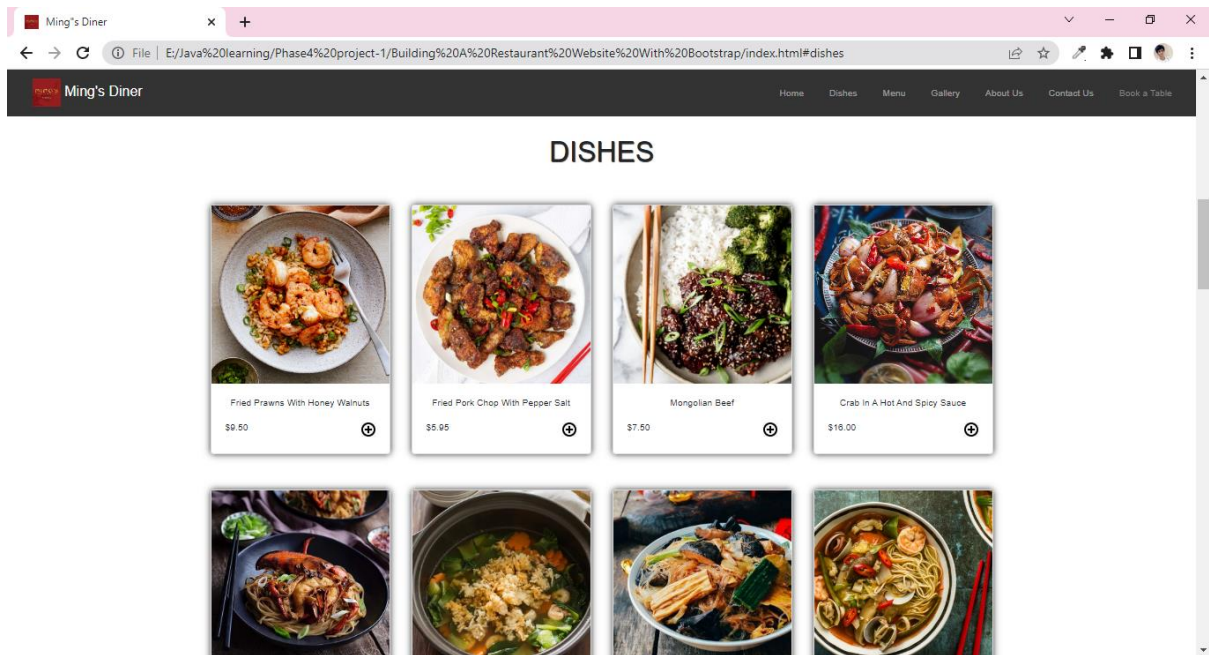 Ming"s Diner
File
E:/Java%20learning/Phase4%20project-1/Building%20A%20Restaurant%20Website%20With%20Bootstrap/index.html#dishes
Ming's Diner
Home Dishes Menu Gallery About Us Contact Us Book a Table
DISHES
Fried Prawns With Honey Walnuts
$9.50
Fried Pork Chop With Pepper Salt
$5.95
Mongolian Beef
$7.50
Crab In A Hot And Spicy Sauce
$16.00